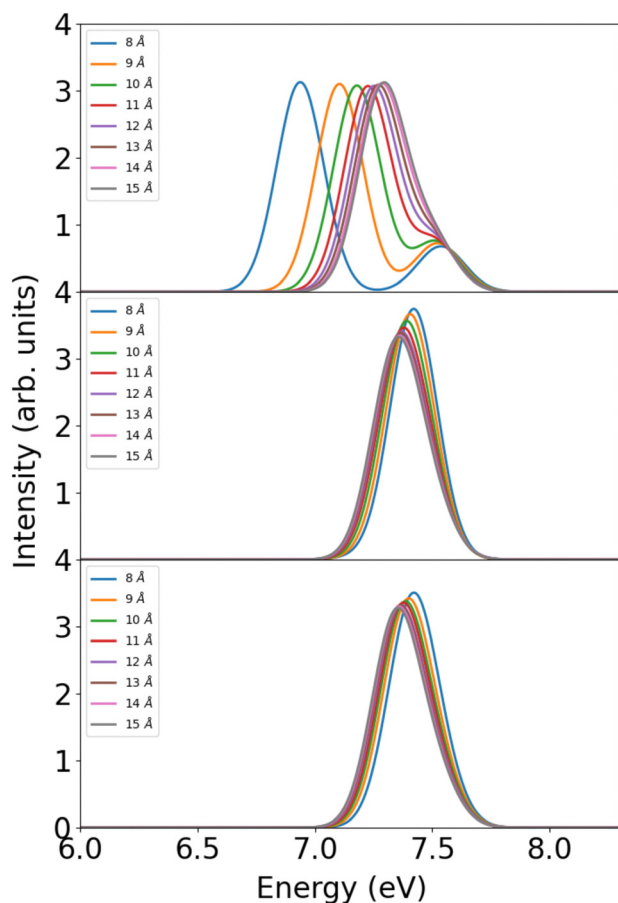 4
8 Å
9 Å
10 Å
11 Å
12 Å
13 Å
14 Å
15 Å
3
2
1
4
8 Å
9 Å
10 Å
11 Å
12 Å
13 Å
14 Å
15 Å
3
2
1
4
8 Å
9 Å
10 Å
11 Å
12 Å
13 Å
14 Å
15 Å
3
2
1
0
Intensity (arb. units)
6.0 6.5 7.0 7.5 8.0
Energy (eV)